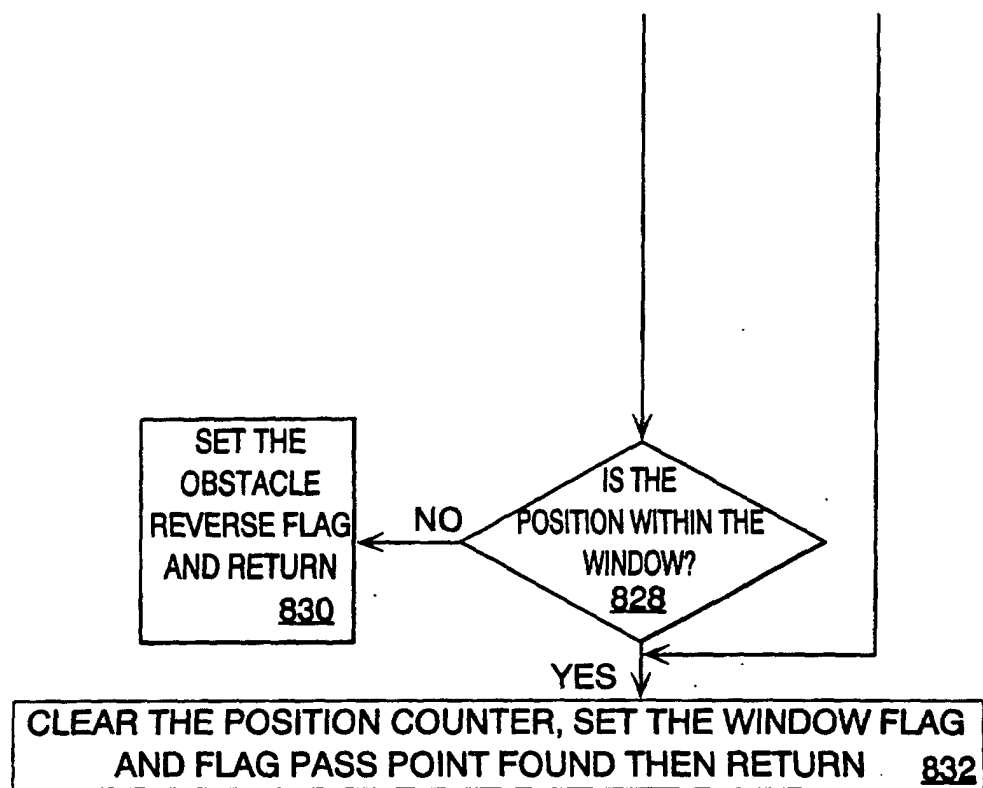 SET THE
OBSTACLE
REVERSE FLAG
AND RETURN
830
NO
IS THE
POSITION WITHIN THE
WINDOW?
828
YES
CLEAR THE POSITION COUNTER, SET THE WINDOW FLAG
AND FLAG PASS POINT FOUND THEN RETURN 832